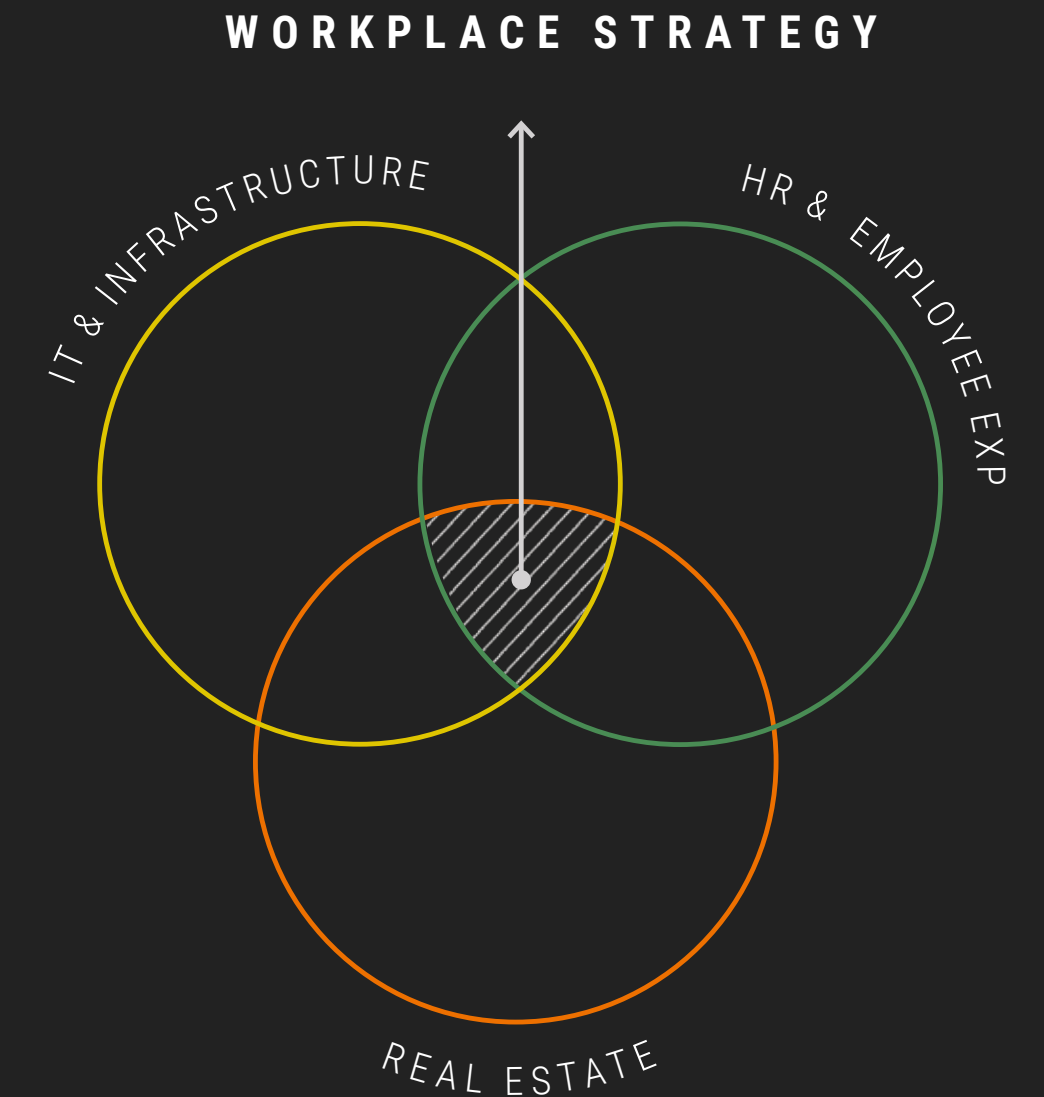 WORKPLACE STRATEGY
IT & INFRASTRUCTURE
HR & EMPLOYEE EXP
REAL ESTATE